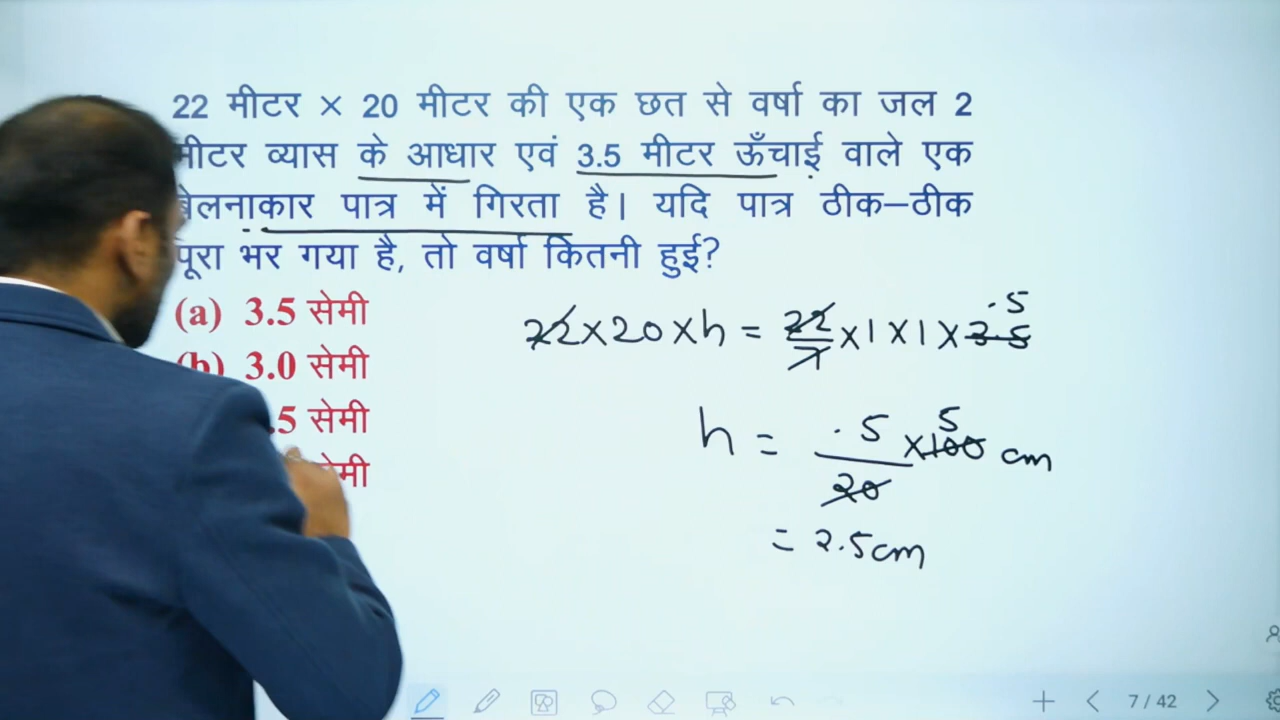 22 मीटर × 20 मीटर की एक छत से वर्षा का जल 2
मीटर व्यास के आधार एवं 3.5 मीटर ऊँचाई वाले एक
बेलनाकार पात्र में गिरता है। यदि पात्र ठीक–ठीक
पूरा भर गया है, तो वर्षा कितनी हुई?
(a) 3.5 सेमी
(b) 3.0 सेमी
.5 सेमी
सेमी
.5
22×20×h = 22/7 ×1×1×3.5
h = .5/20 ×100 cm
5
= 2.5cm
7 / 42